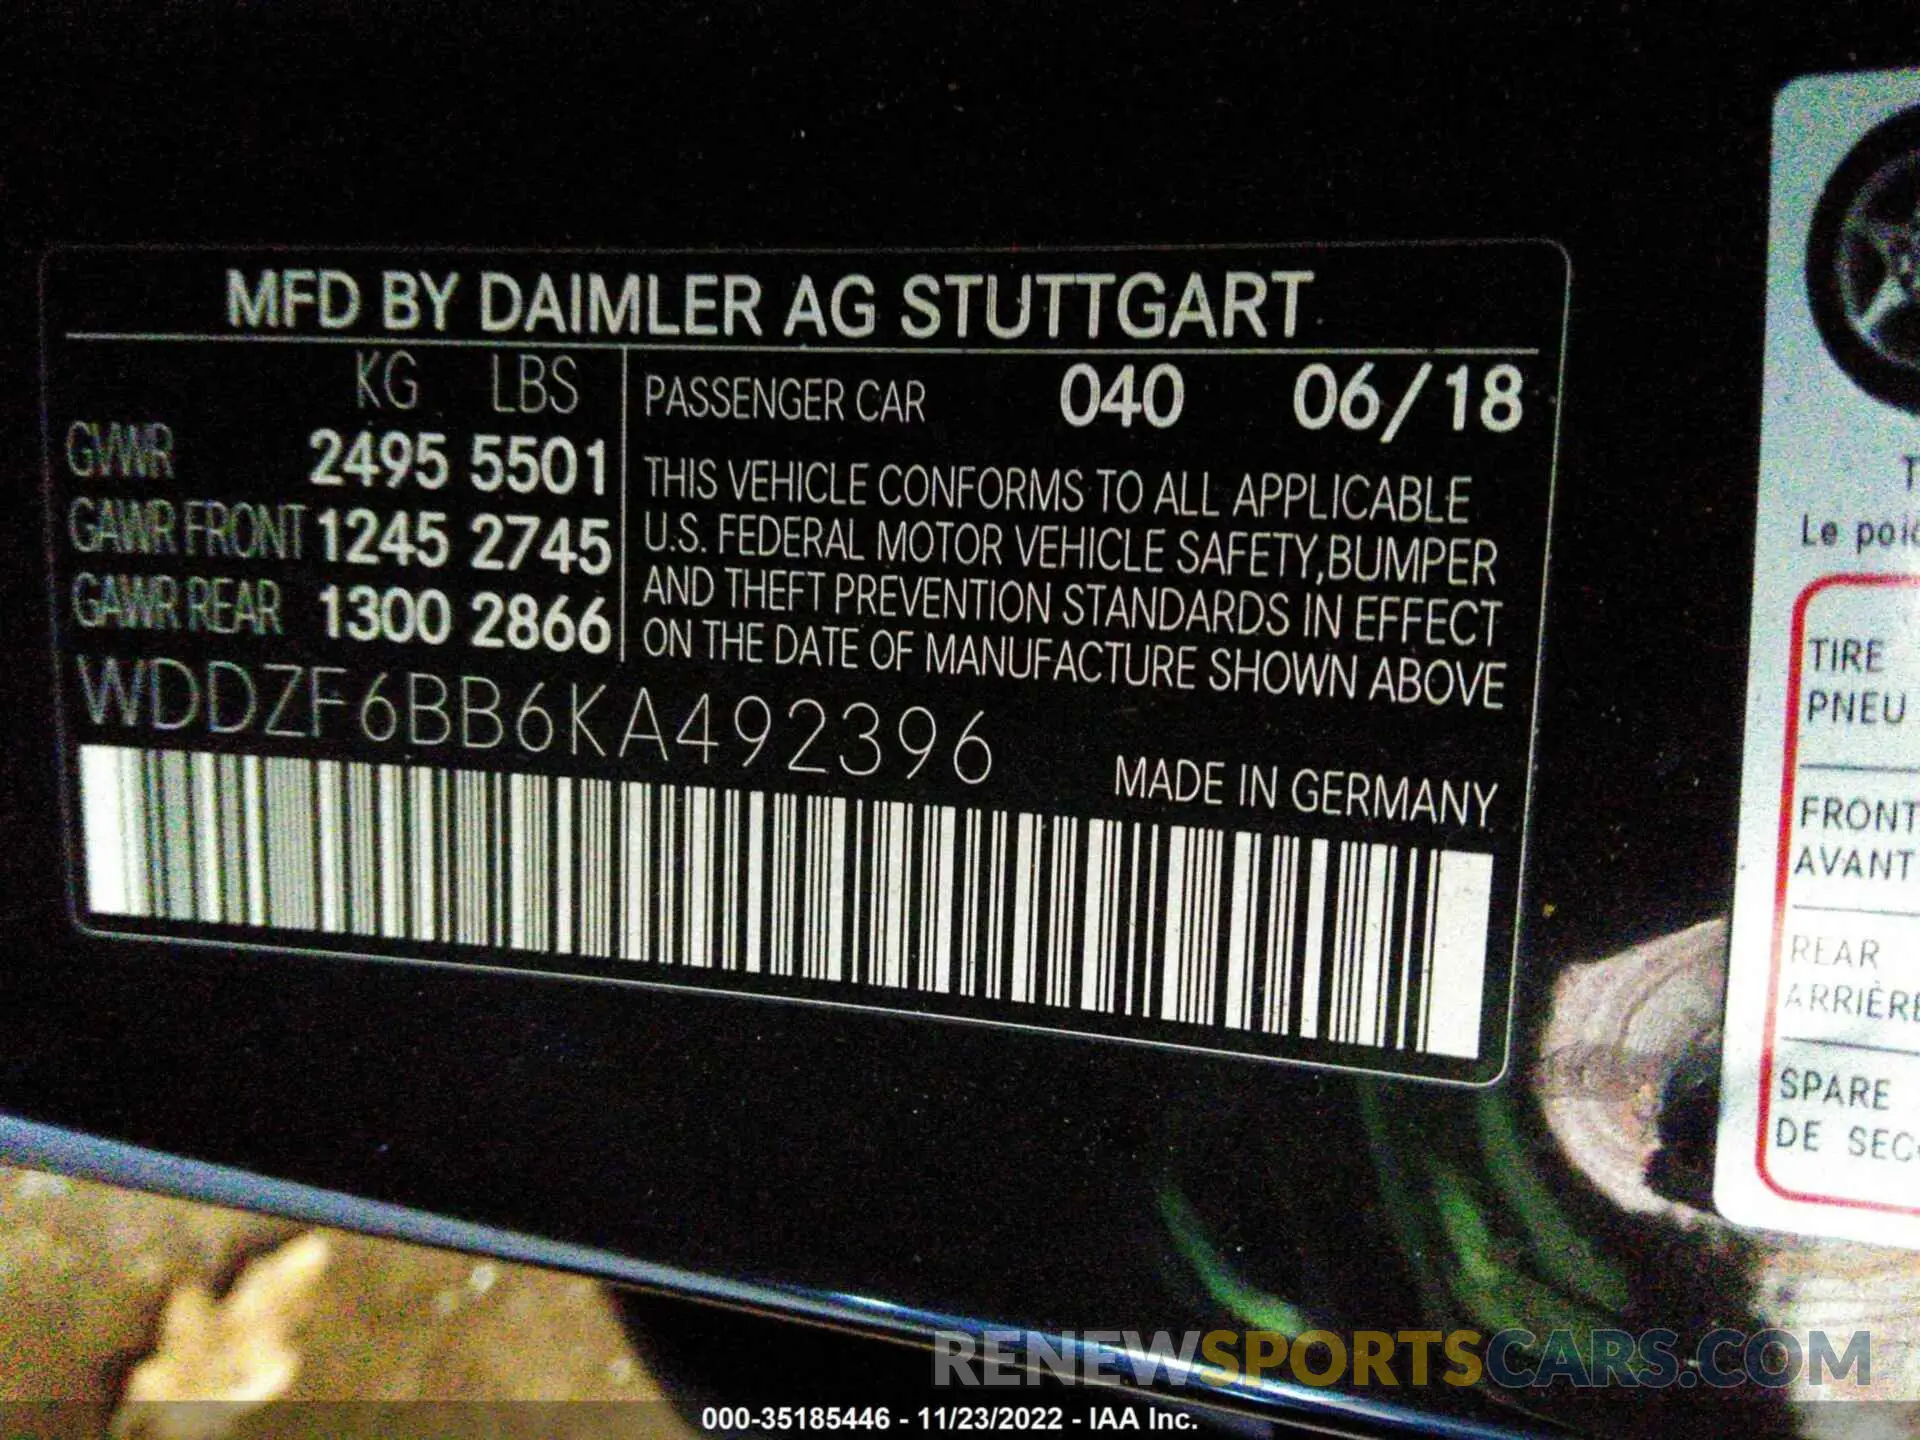 MFD BY DAIMLER AG STUTTGART
KG LBS
GVWR 2495 5501
GAWR FRONT 1245 2745
GAWR REAR 1300 2866
PASSENGER CAR 040 06/18
THIS VEHICLE CONFORMS TO ALL APPLICABLE
U.S. FEDERAL MOTOR VEHICLE SAFETY,BUMPER
AND THEFT PREVENTION STANDARDS IN EFFECT
ON THE DATE OF MANUFACTURE SHOWN ABOVE
WDDZF6BB6KA492396
MADE IN GERMANY
Le
TIRE
PNEU
FRONT
AVANT
REAR
ARRIÈRE
SPARE
DE
RENEWSPORTSCARS.COM
000-35185446 - 11/23/2022 - IAA Inc.